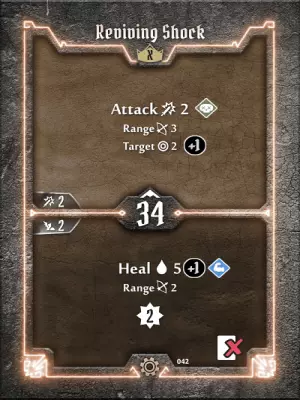 Reviving Shock
X
Attack 2
Range 3
Target 2 +1
2
34
2
Heal 5 +1
Range 2
2
042